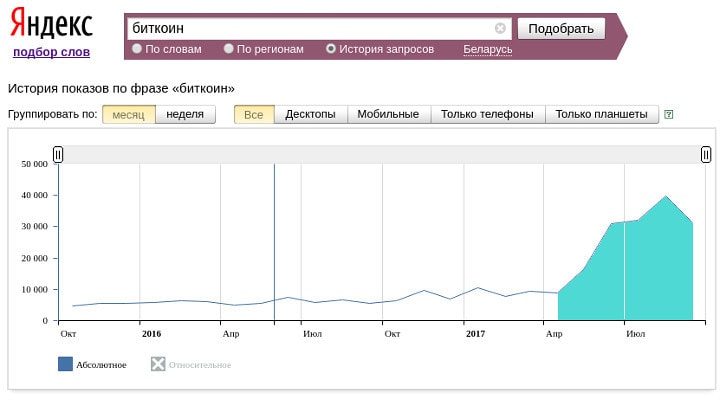 Яндекс
подбор слов
биткоин
Подобрать
По словам По регионам История запросов Беларусь
История показов по фразе «биткоин»
Группировать по: месяц неделя Все Десктопы Мобильные Только телефоны Только планшеты ?
50 000
40 000
30 000
20 000
10 000
0
Окт 2016 Апр Июл Окт 2017 Апр Июл
Абсолютное Относительное